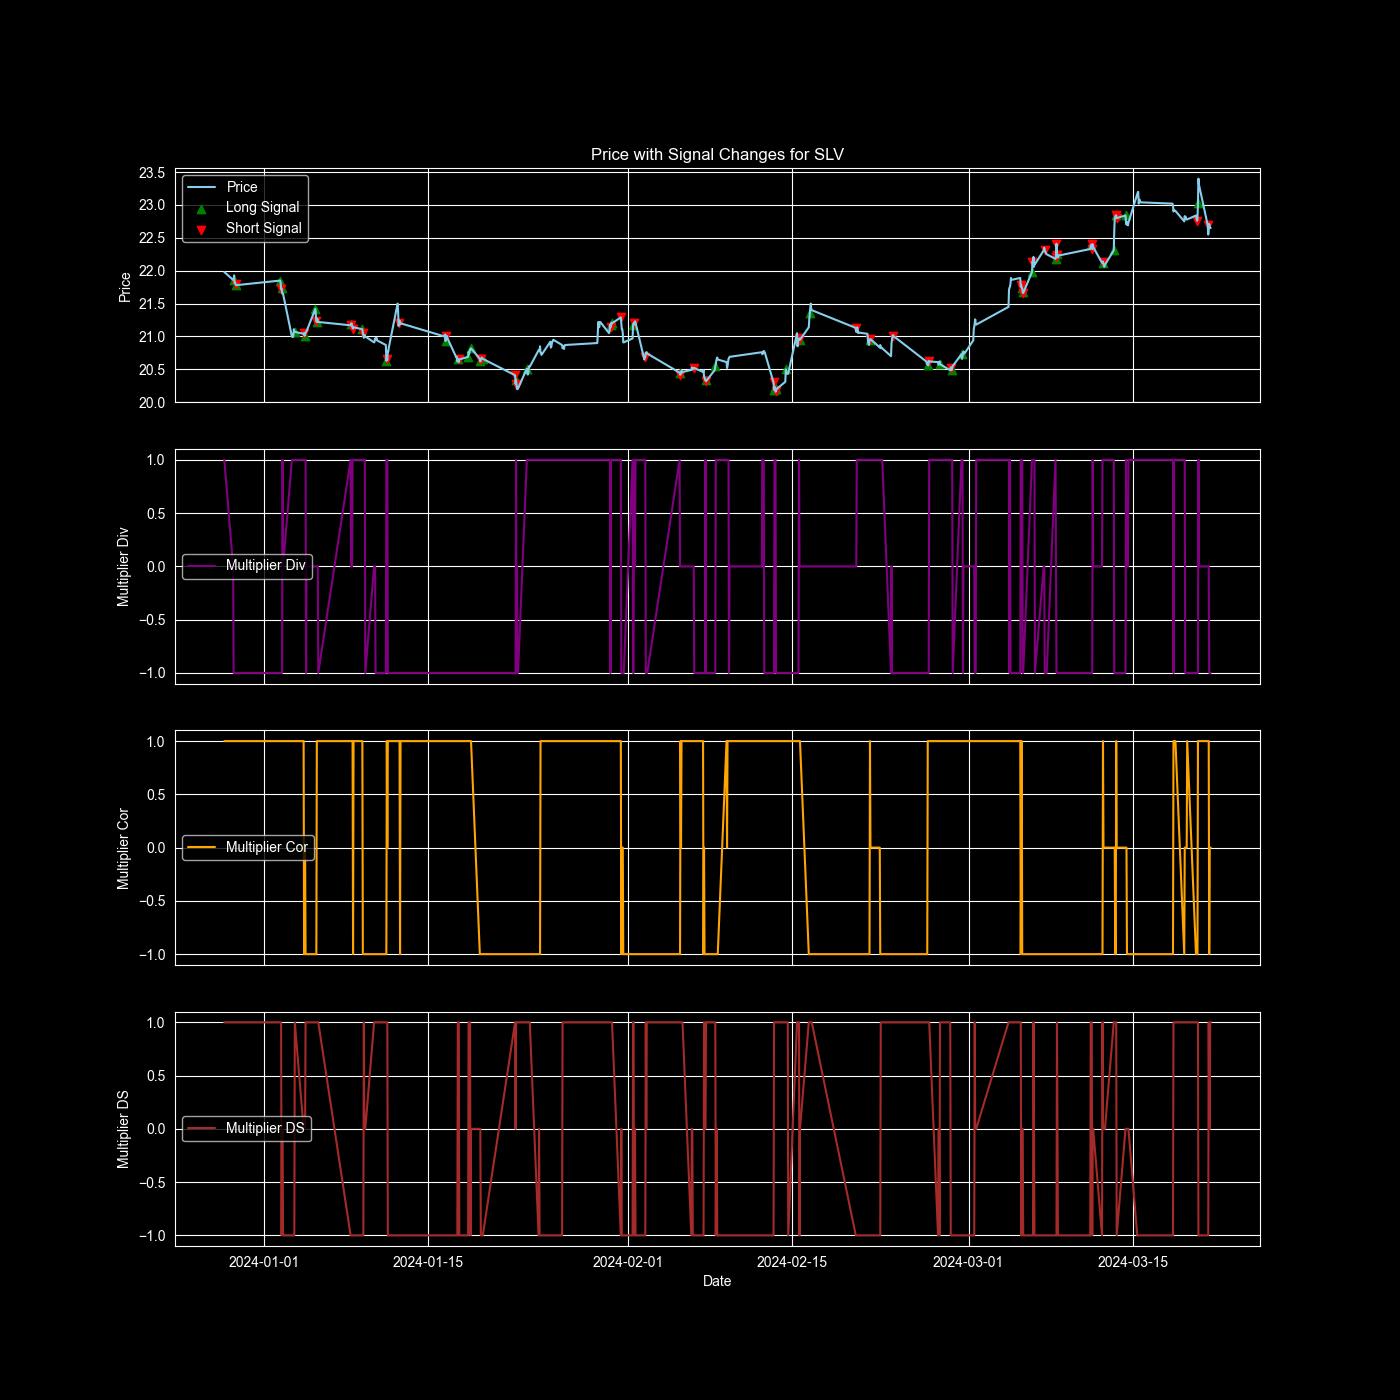 Price with Signal Changes for SLV
23.5
23.0
22.5
22.0
21.5
21.0
20.5
20.0
Price
Price
Long Signal
Short Signal
1.0
0.5
0.0
−0.5
−1.0
Multiplier Div
Multiplier Div
1.0
0.5
0.0
−0.5
−1.0
Multiplier Cor
Multiplier Cor
1.0
0.5
0.0
−0.5
−1.0
Multiplier DS
Multiplier DS
2024-01-01 2024-01-15 2024-02-01 2024-02-15 2024-03-01 2024-03-15
Date